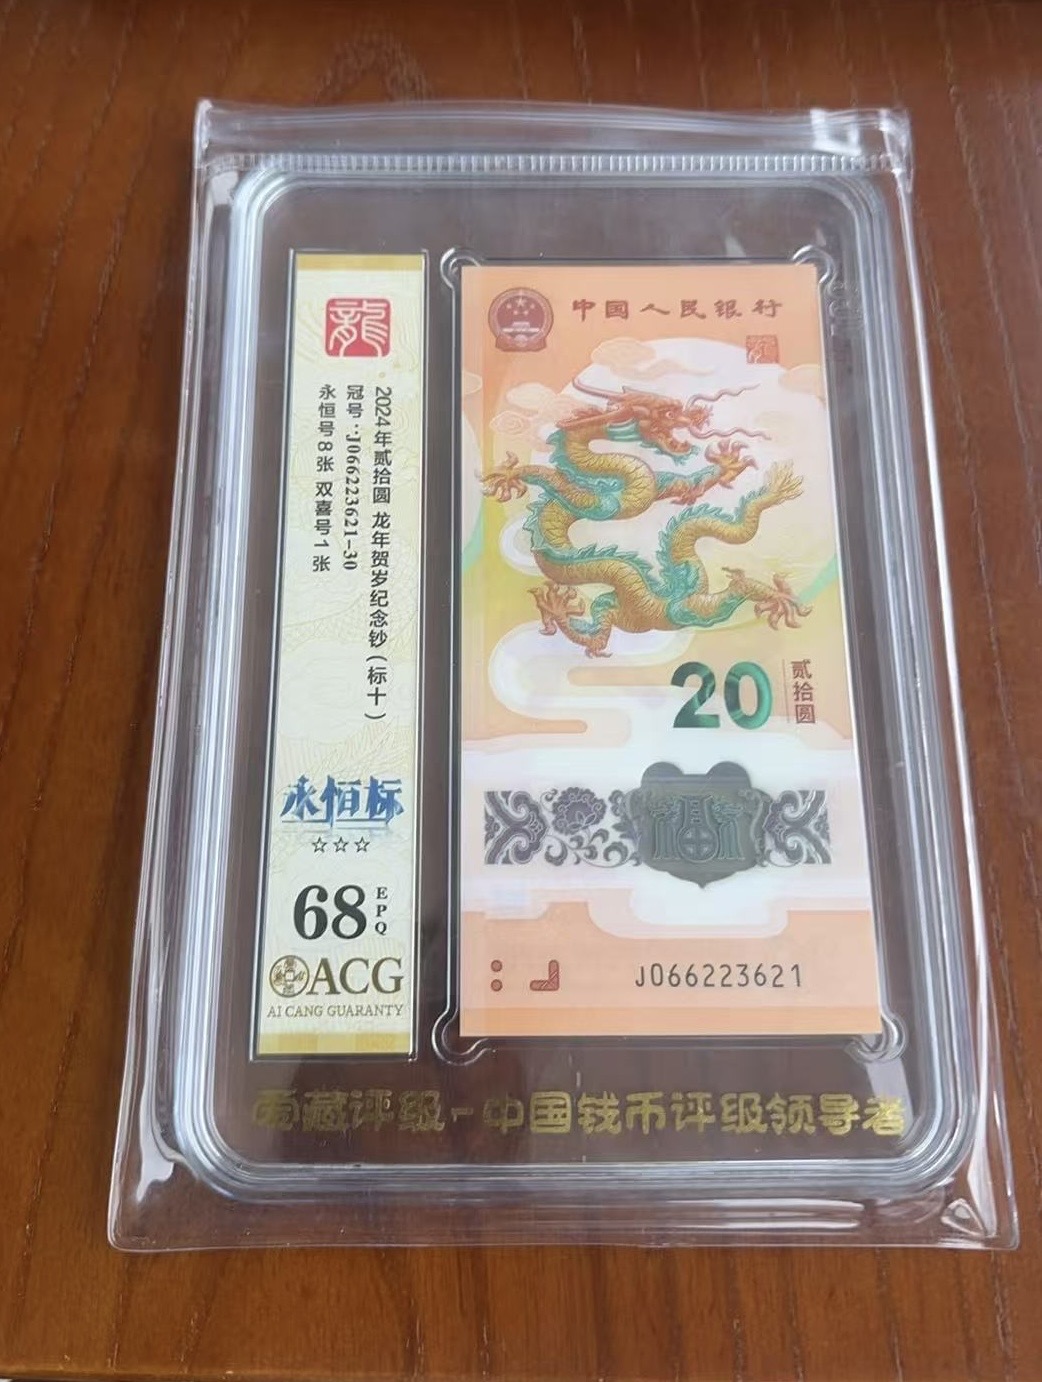 龍
2024年贰拾圆 龙年贺岁纪念钞(标十)
冠号:J066223621-30
永恒号8张 双喜号1张
永恒标
☆☆☆
68
EPQ
ACG
AI CANG GUARANTY
中国人民银行
20
贰拾圆
J066223621
爱藏评级-中国钱币评级领导者